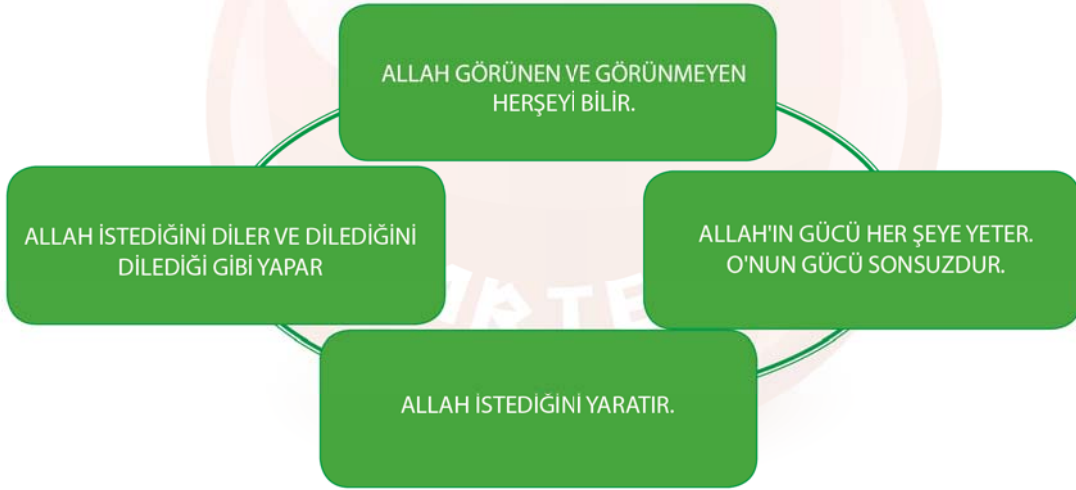 ALLAH GÖRÜNEN VE GÖRÜNMEYEN
HERŞEYİ BİLİR.
ALLAH İSTEDİĞİNİ DİLER VE DİLEDİĞİNİ
DİLEDİĞİ GİBİ YAPAR
ALLAH'IN GÜCÜ HER ŞEYE YETER.
O'NUN GÜCÜ SONSUZDUR.
ALLAH İSTEDİĞİNİ YARATIR.